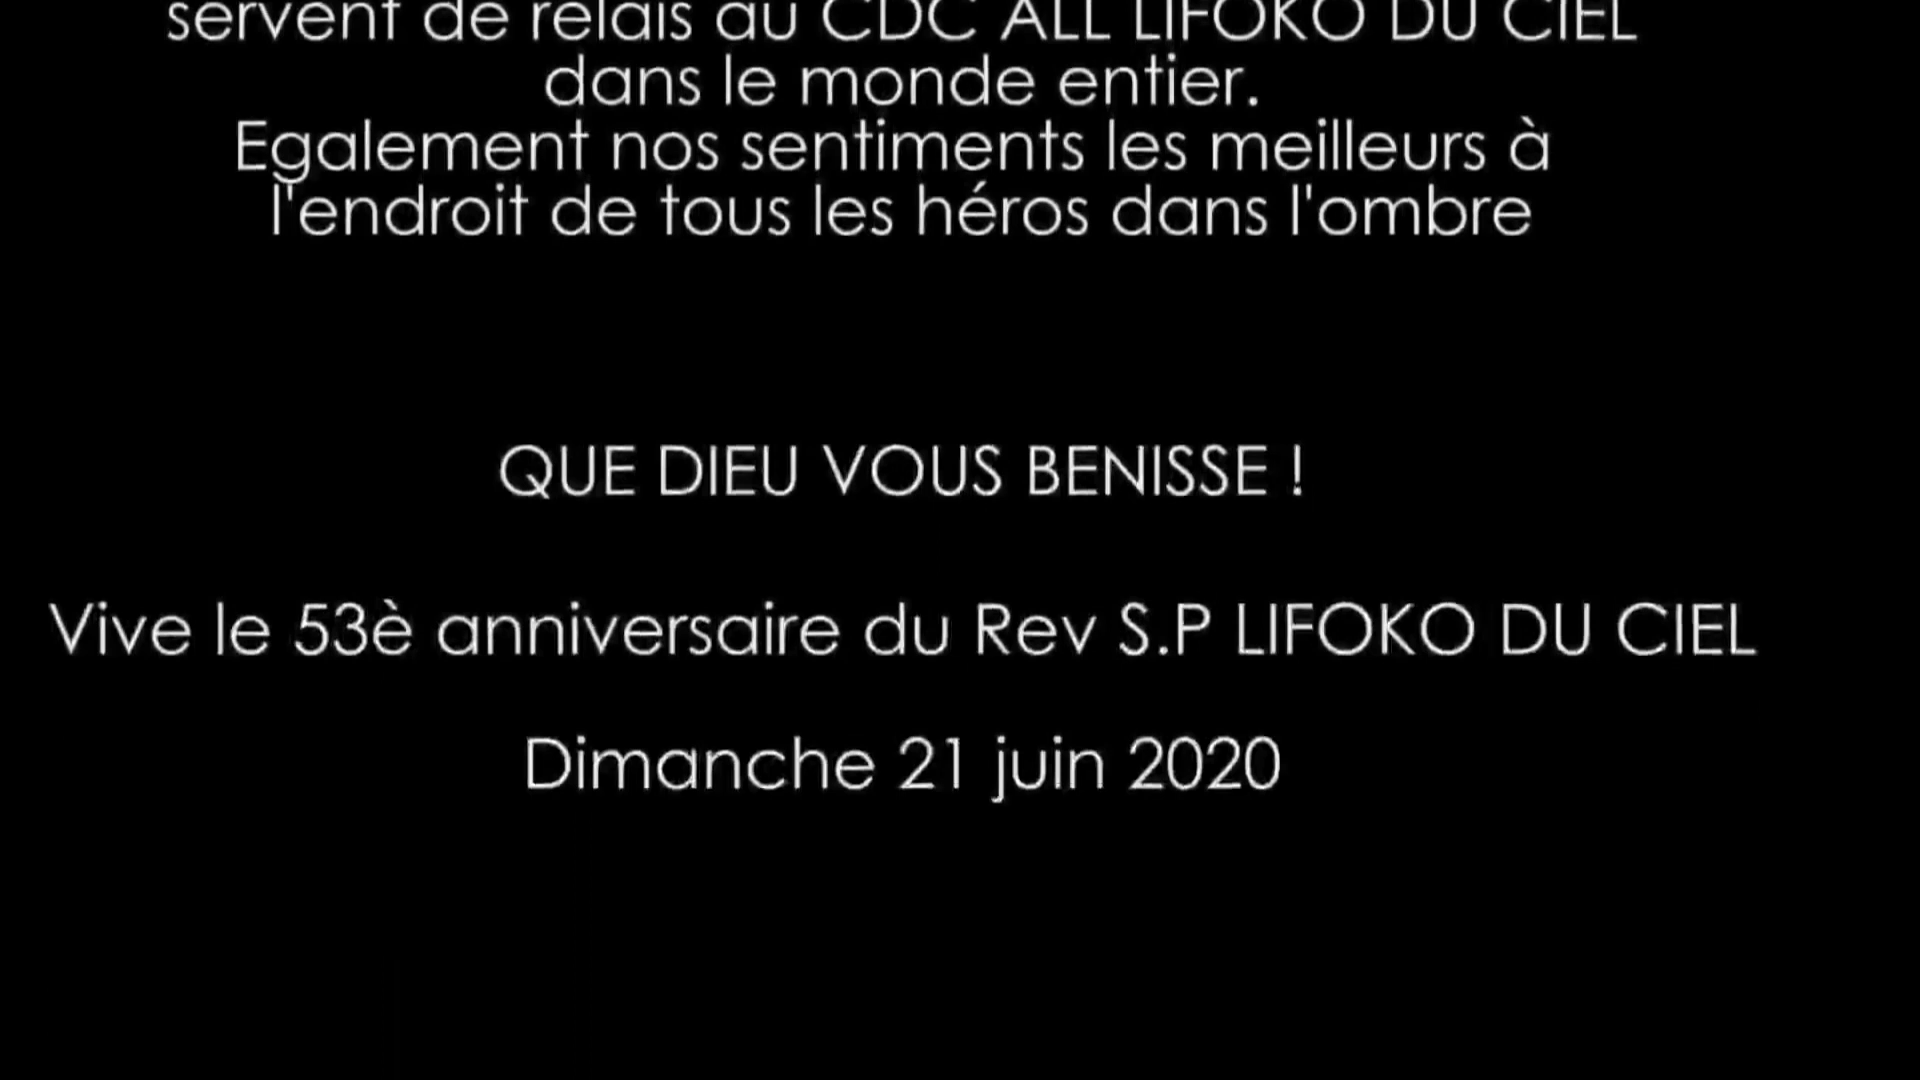 servent de relais au CDC ALL LIFOKO DU CIEL
dans le monde entier.
Egalement nos sentiments les meilleurs à
l'endroit de tous les héros dans l'ombre
QUE DIEU VOUS BENISSE !
Vive le 53è anniversaire du Rev S.P LIFOKO DU CIEL
Dimanche 21 juin 2020